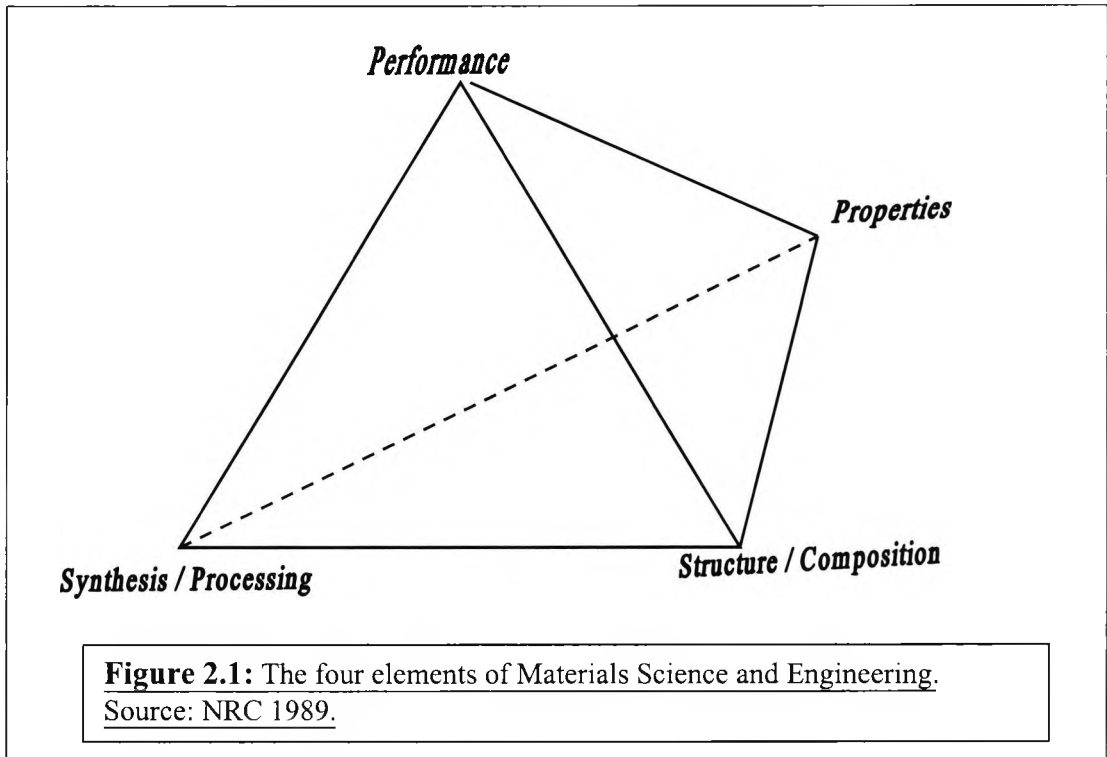 Performance
Properties
Synthesis / Processing
Structure / Composition
Figure 2.1: The four elements of Materials Science and Engineering.
Source: NRC 1989.